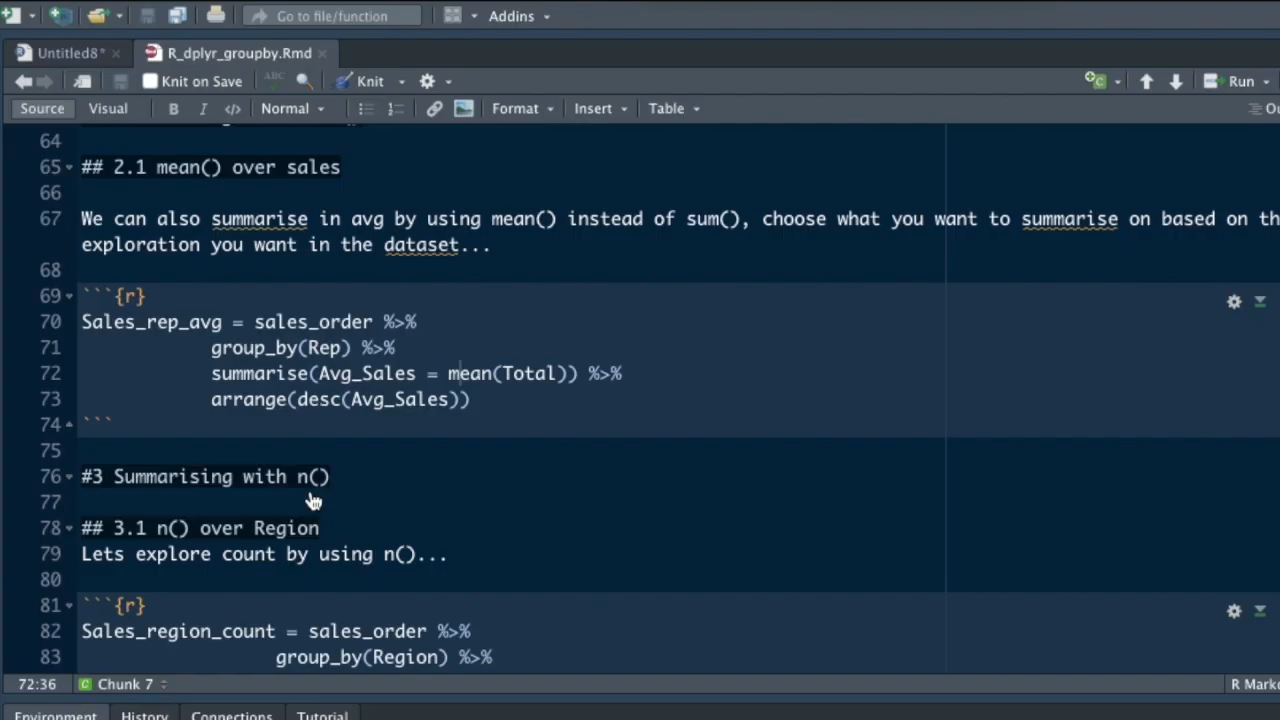 Go to file/function
Addins
Untitled8*
R_dplyr_groupby.Rmd
Knit on Save
ABC
Knit
Run
Source
Visual
B
I
</>
Normal
Format
Insert
Table
Ou
64
65 ## 2.1 mean() over sales
66
67 We can also summarise in avg by using mean() instead of sum(), choose what you want to summarise on based on th
exploration you want in the dataset...
68
69 ```{r}
70 Sales_rep_avg = sales_order %>%
71 group_by(Rep) %>%
72 summarise(Avg_Sales = mean(Total)) %>%
73 arrange(desc(Avg_Sales))
74 ```
75
76 #3 Summarising with n()
77
78 ## 3.1 n() over Region
79 Lets explore count by using n()...
80
81 ```{r}
82 Sales_region_count = sales_order %>%
83 group_by(Region) %>%
72:36
C Chunk 7
R Marko
Environment
History
Connections
Tutorial